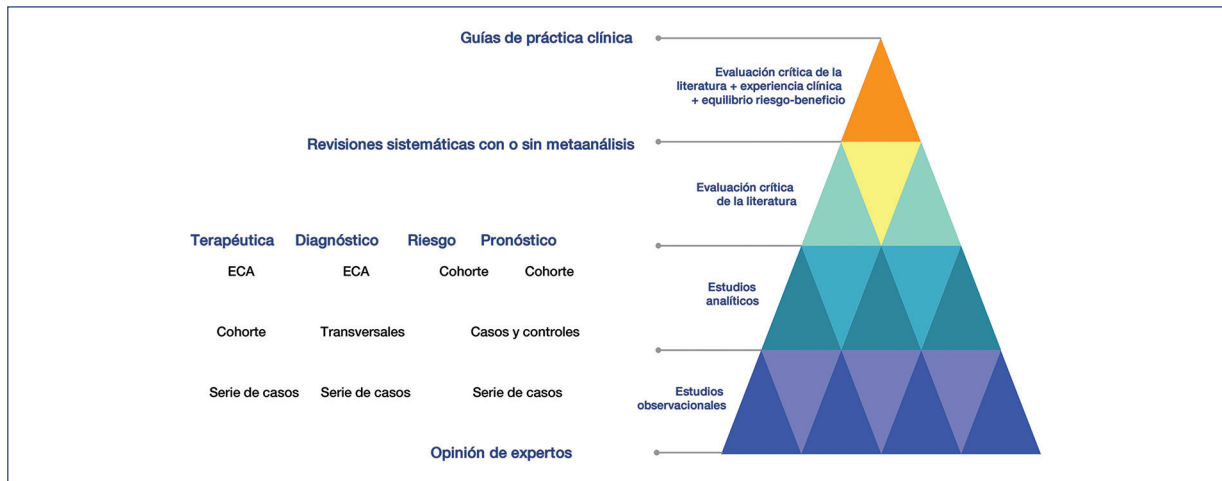 Guías de práctica clínica
Evaluación crítica de la
literatura + experiencia clínica
+ equilibrio riesgo-beneficio
Revisiones sistemáticas con o sin metaanálisis
Evaluación crítica
de la literatura
Terapéutica Diagnóstico Riesgo Pronóstico
ECA ECA Cohorte Cohorte
Estudios
analíticos
Cohorte Transversales Casos y controles
Serie de casos Serie de casos Serie de casos
Estudios
observacionales
Opinión de expertos